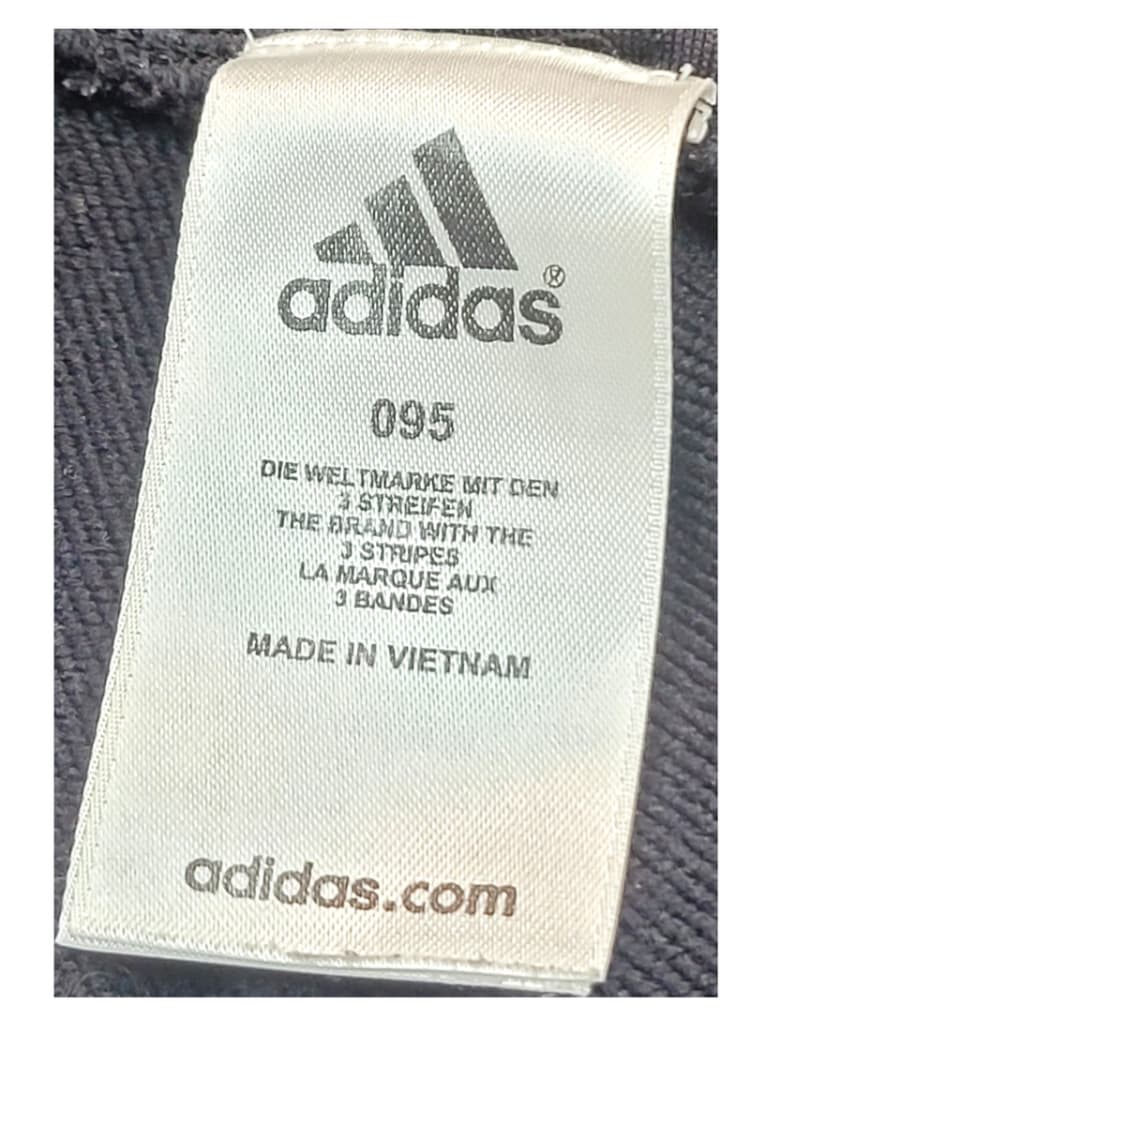 adidas®
095
DIE WELTMARKE MIT DEN
3 STREIFEN
THE BRAND WITH THE
3 STRIPES
LA MARQUE AUX
3 BANDES
MADE IN VIETNAM
adidas.com